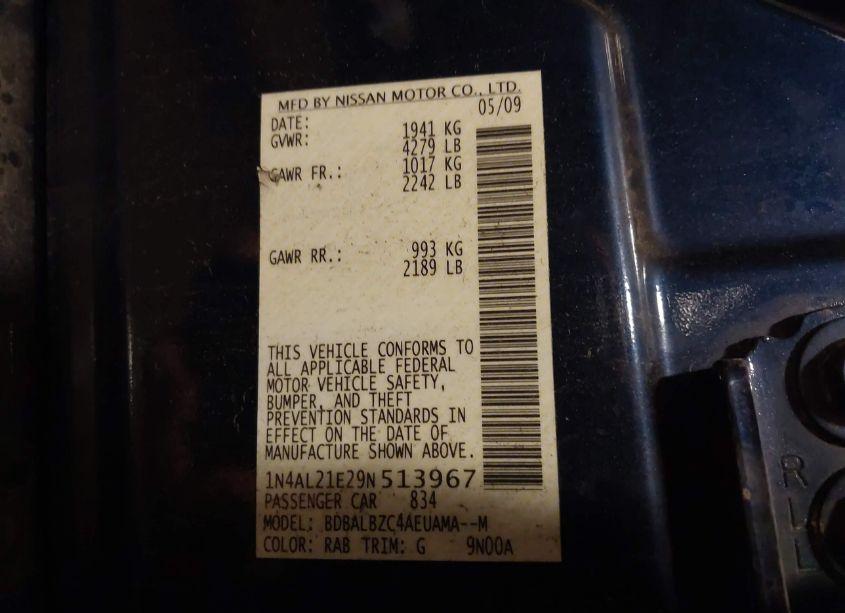 MFD BY NISSAN MOTOR CO., LTD.
DATE: 05/09
GVWR: 1941 KG
4279 LB
GAWR FR.: 1017 KG
2242 LB
GAWR RR.: 993 KG
2189 LB
THIS VEHICLE CONFORMS TO
ALL APPLICABLE FEDERAL
MOTOR VEHICLE SAFETY,
BUMPER, AND THEFT
PREVENTION STANDARDS IN
EFFECT ON THE DATE OF
MANUFACTURE SHOWN ABOVE.
1N4AL21E29N513967
PASSENGER CAR 834
MODEL: BDBALBZC4AEUAMA--M
COLOR: RAB TRIM: G 9N00A
R
L
L